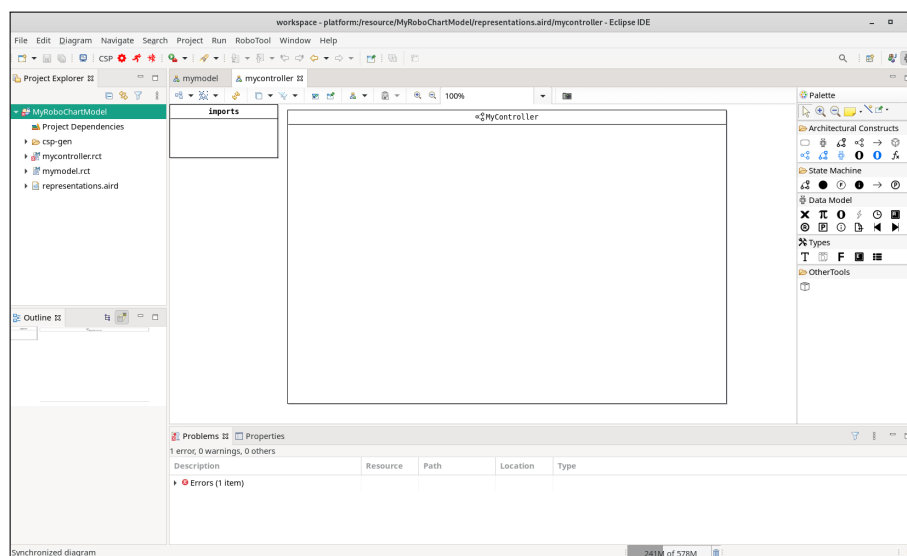 workspace - platform:/resource/MyRoboChartModel/representations.aird/mycontroller - Eclipse IDE
File Edit Diagram Navigate Search Project Run RoboTool Window Help
CSP
Project Explorer
mymodel mycontroller
100%
Palette
MyRoboChartModel
Project Dependencies
csp-gen
mycontroller.rct
mymodel.rct
representations.aird
imports
MyController
Architectural Constructs
State Machine
Data Model
Types
T F
OtherTools
Outline
Problems Properties
1 error, 0 warnings, 0 others
Description Resource Path Location Type
Errors (1 item)
Synchronized diagram
241M of 578M